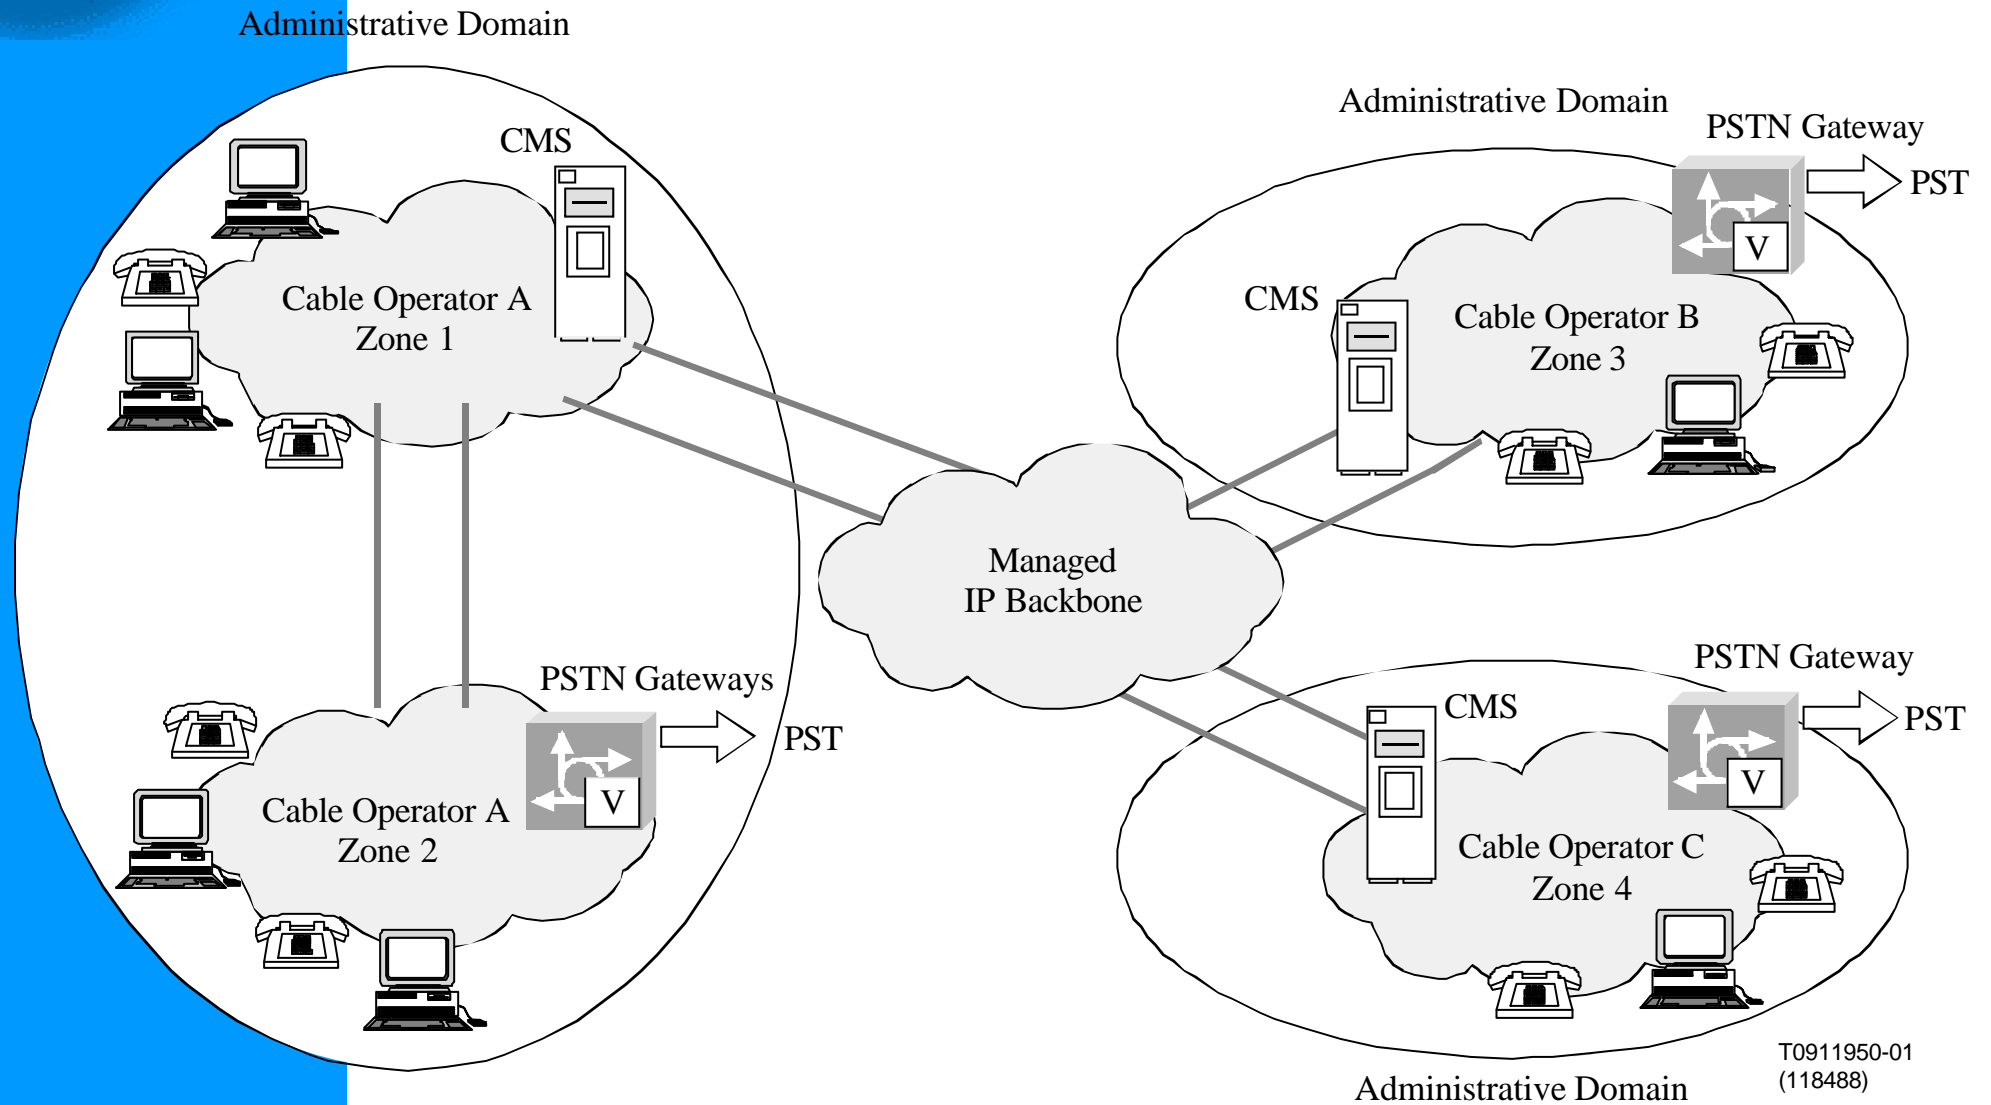 Administrative Domain
CMS
Cable Operator A
Zone 1
PSTN Gateways
PST
V
Cable Operator A
Zone 2
Managed
IP Backbone
Administrative Domain
PSTN Gateway
PST
V
CMS
Cable Operator B
Zone 3
PSTN Gateway
PST
CMS
V
Cable Operator C
Zone 4
T0911950-01
(118488)
Administrative Domain